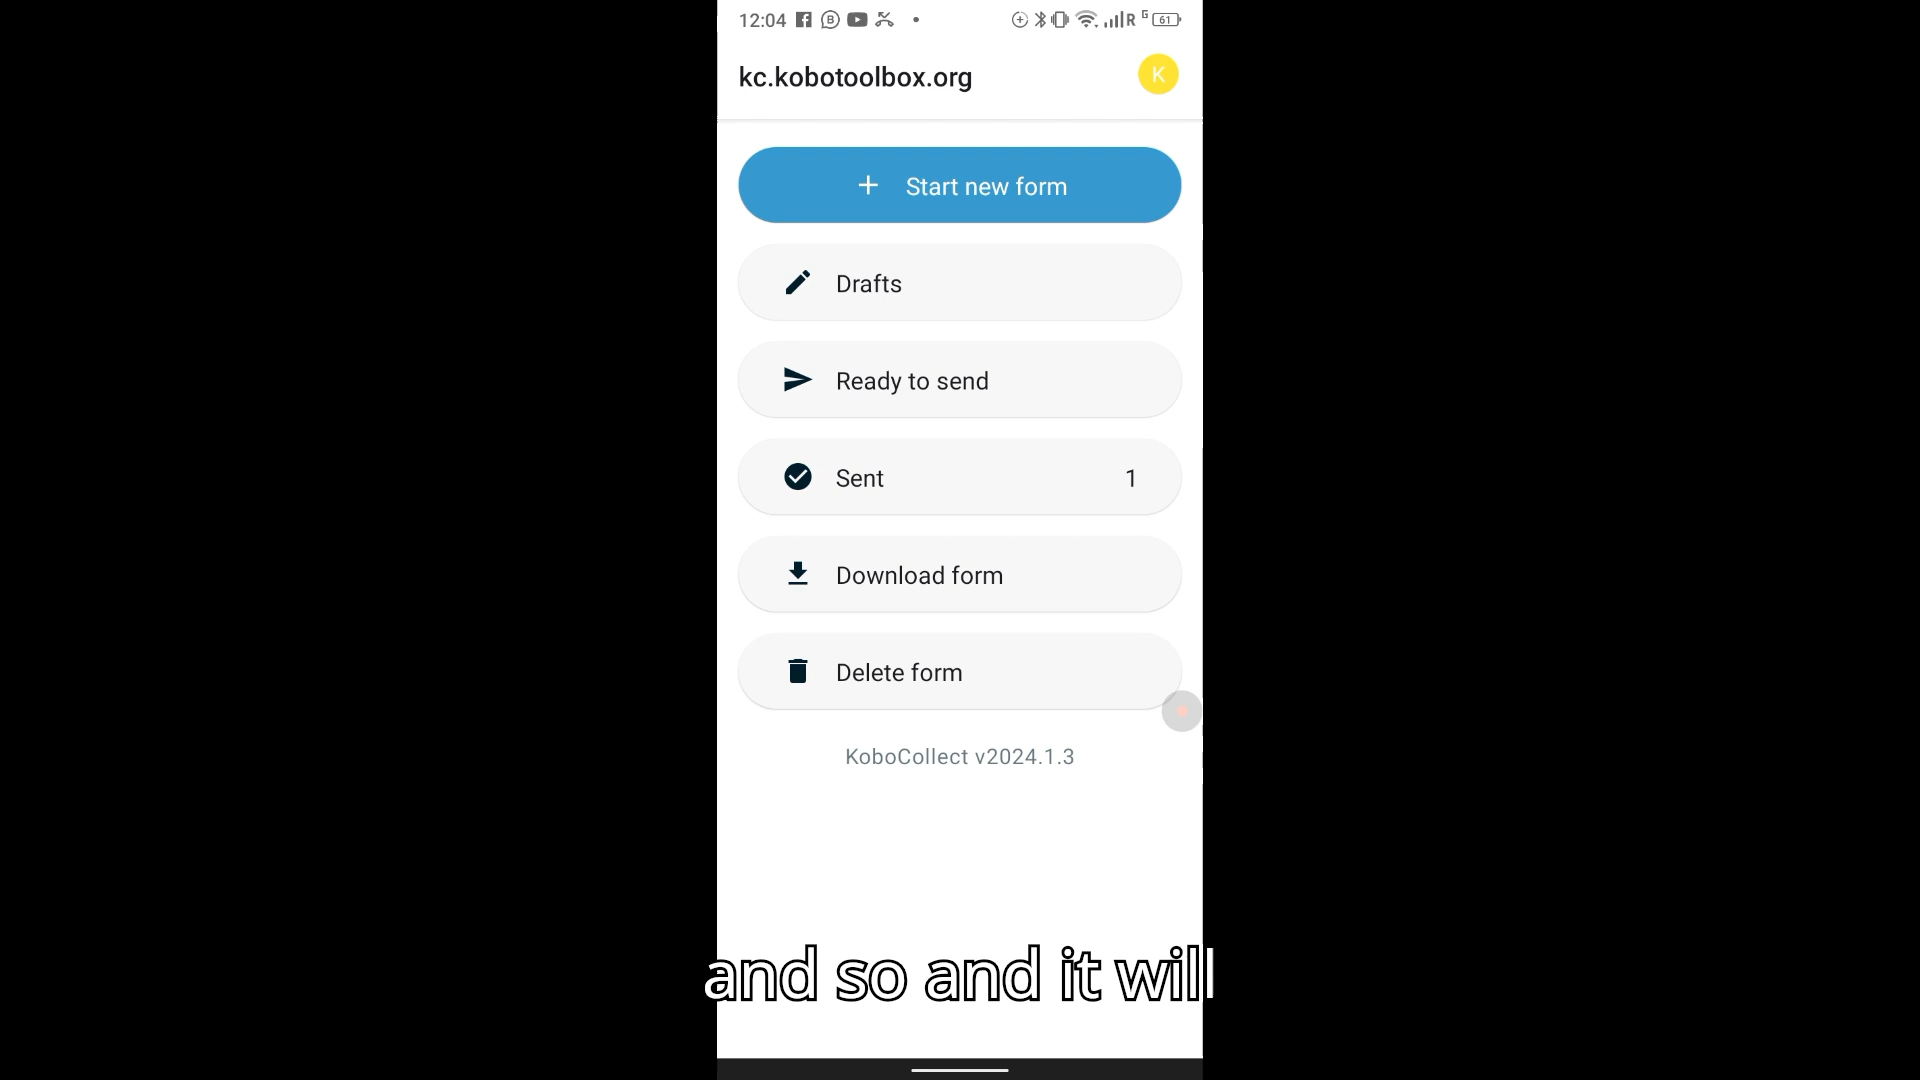 12:04
R G 61
kc.kobotoolbox.org
K
+ Start new form
Drafts
Ready to send
Sent 1
Download form
Delete form
KoboCollect v2024.1.3
and so and it will